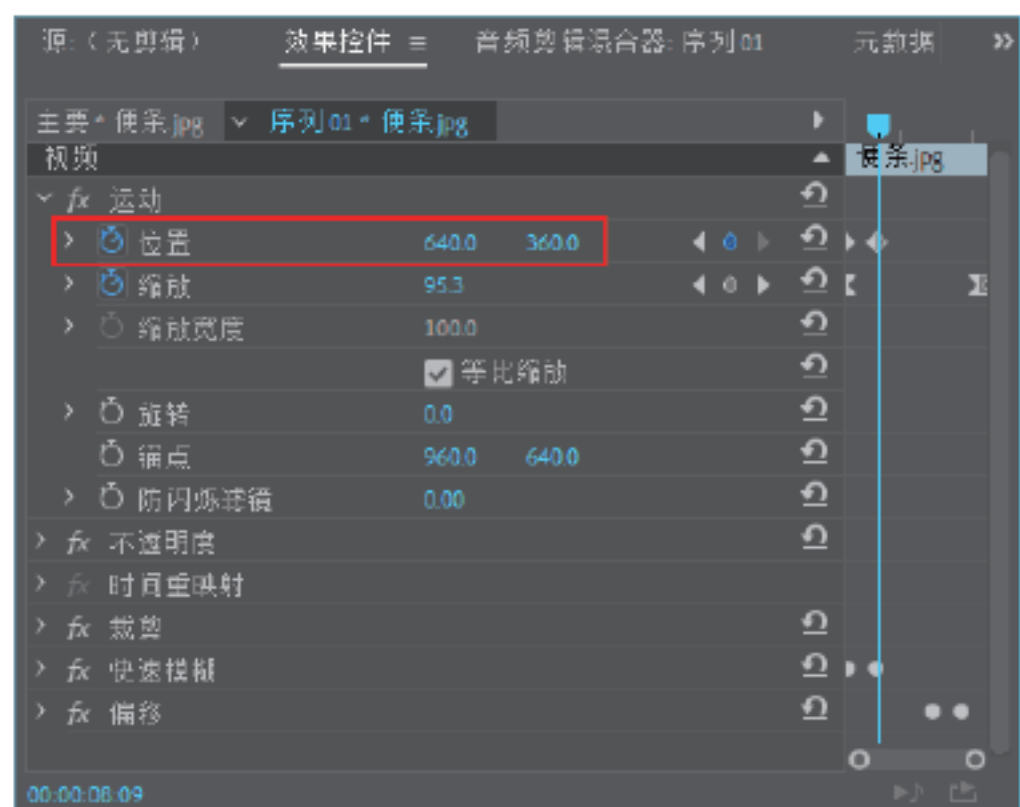 源:（无剪辑） 效果控件 ≡ 音频剪辑混合器: 序列 01 元数据 »
主要 * 便条.jpg 序列 01 * 便条.jpg
视频 便条.jpg
fx 运动
位置 640.0 360.0
缩放 95.3
缩放宽度 100.0
等比缩放
旋转 0.0
锚点 960.0 640.0
防闪烁滤镜 0.00
fx 不透明度
fx 时间重映射
fx 裁剪
fx 快速模糊
fx 偏移
00:00:08:09